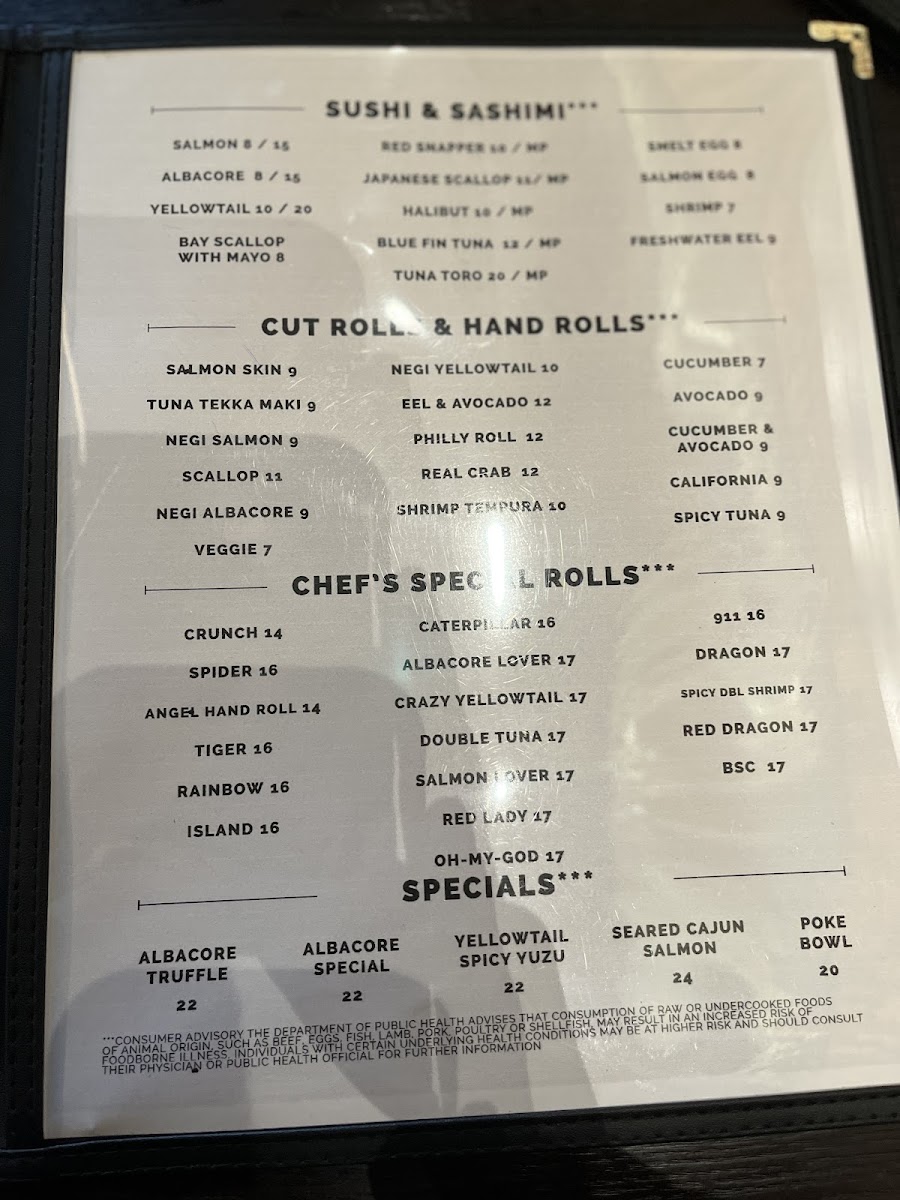 SUSHI & SASHIMI***
SALMON 8 / 15
ALBACORE 8 / 15
YELLOWTAIL 10 / 20
BAY SCALLOP
WITH MAYO 8
RED SNAPPER 10 / MP
JAPANESE SCALLOP 11/ MP
HALIBUT 10 / MP
BLUE FIN TUNA 12 / MP
TUNA TORO 20 / MP
SMELT EGG 8
SALMON EGG 8
SHRIMP 7
FRESHWATER EEL 9
CUT ROLLS & HAND ROLLS***
SALMON SKIN 9
TUNA TEKKA MAKI 9
NEGI SALMON 9
SCALLOP 11
NEGI ALBACORE 9
VEGGIE 7
NEGI YELLOWTAIL 10
EEL & AVOCADO 12
PHILLY ROLL 12
REAL CRAB 12
SHRIMP TEMPURA 10
CUCUMBER 7
AVOCADO 9
CUCUMBER &
AVOCADO 9
CALIFORNIA 9
SPICY TUNA 9
CHEF'S SPECIAL ROLLS***
CRUNCH 14
SPIDER 16
ANGEL HAND ROLL 14
TIGER 16
RAINBOW 16
ISLAND 16
CATERPILLAR 16
ALBACORE LOVER 17
CRAZY YELLOWTAIL 17
DOUBLE TUNA 17
SALMON LOVER 17
RED LADY 17
OH-MY-GOD 17
911 16
DRAGON 17
SPICY DBL SHRIMP 17
RED DRAGON 17
BSC 17
SPECIALS***
ALBACORE
TRUFFLE
22
ALBACORE
SPECIAL
22
YELLOWTAIL
SPICY YUZU
22
SEARED CAJUN
SALMON
24
POKE
BOWL
20
***CONSUMER ADVISORY THE DEPARTMENT OF PUBLIC HEALTH ADVISES THAT CONSUMPTION OF RAW OR UNDERCOOKED FOODS
OF ANIMAL ORIGIN, SUCH AS BEEF, EGGS, FISH, LAMB, PORK, POULTRY OR SHELLFISH, MAY RESULT IN AN INCREASED RISK OF
FOODBORNE ILLNESS, INDIVIDUALS WITH CERTAIN UNDERLYING HEALTH CONDITIONS MAY BE AT HIGHER RISK AND SHOULD CONSULT
THEIR PHYSICIAN OR PUBLIC HEALTH OFFICIAL FOR FURTHER INFORMATION